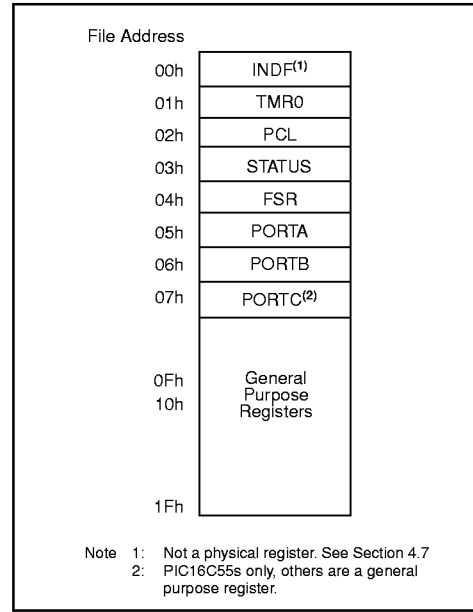 File Address
00h INDF(1)
01h TMR0
02h PCL
03h STATUS
04h FSR
05h PORTA
06h PORTB
07h PORTC(2)
0Fh General
Purpose
10h Registers
1Fh
Note 1: Not a physical register. See Section 4.7
2: PIC16C55s only, others are a general
purpose register.